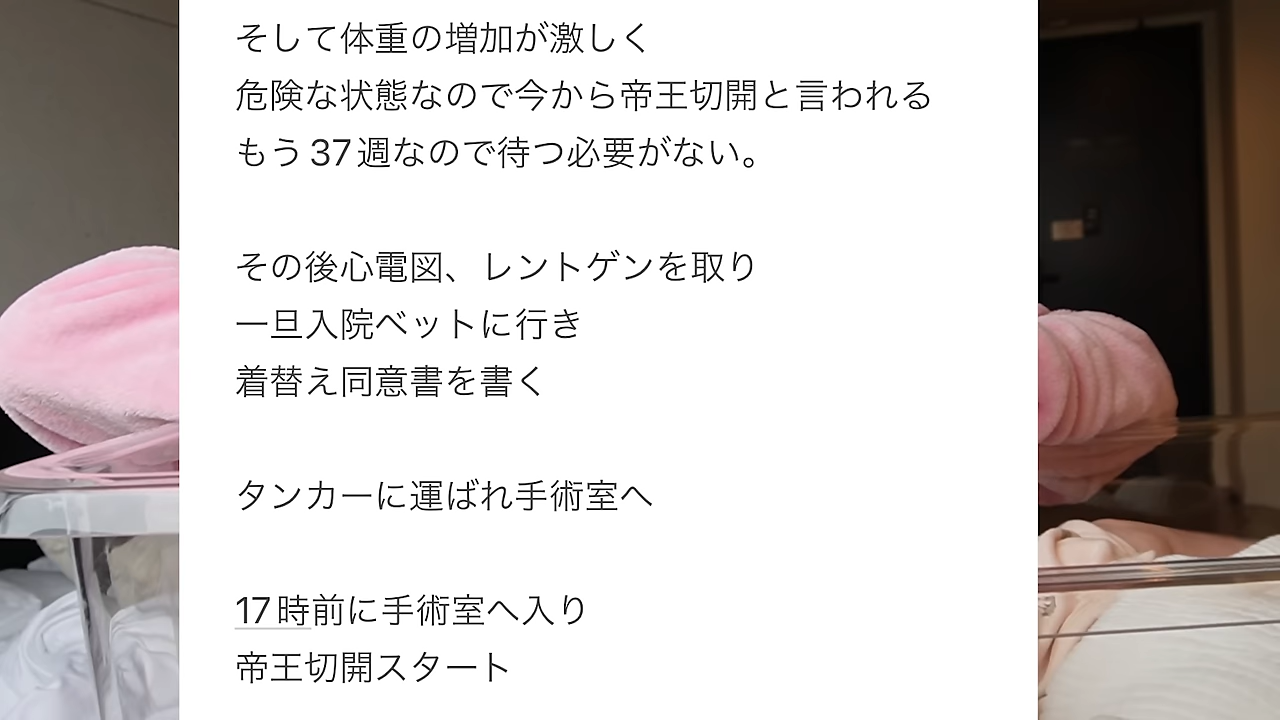 そして体重の増加が激しく
危険な状態なので今から帝王切開と言われる
もう37週なので待つ必要がない。
その後心電図、レントゲンを取り
一旦入院ベットに行き
着替え同意書を書く
タンカーに運ばれ手術室へ
17時前に手術室へ入り
帝王切開スタート